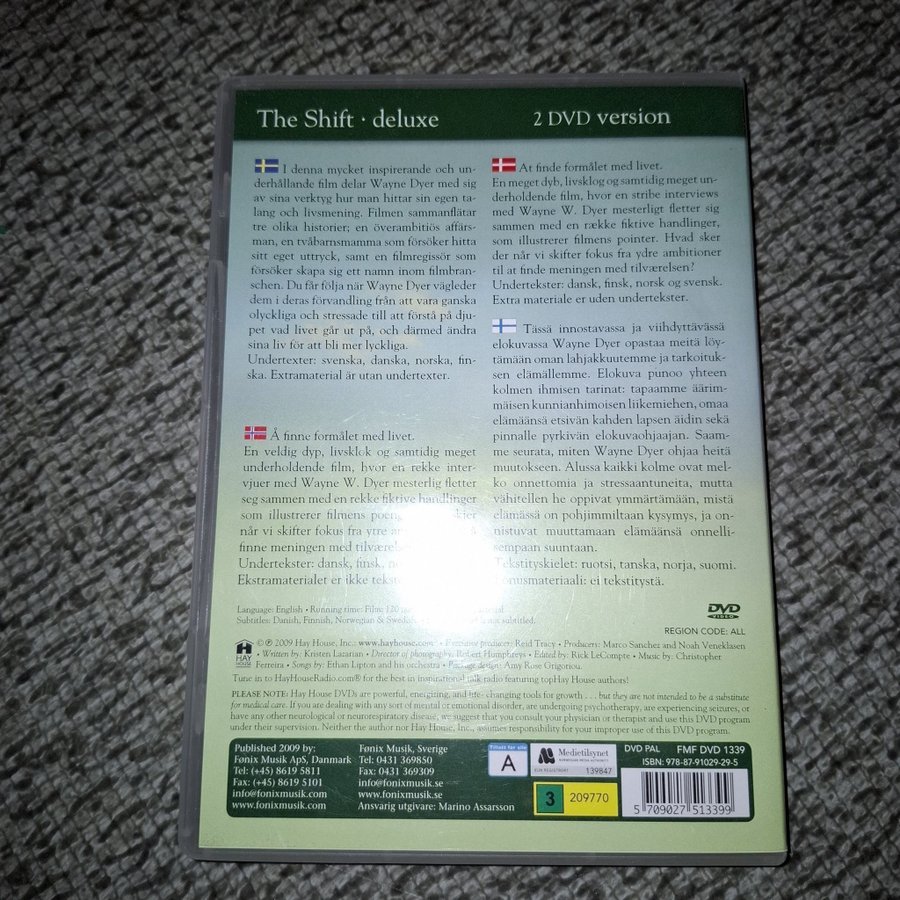 The Shift · deluxe
2 DVD version
I denna mycket inspirerande och un-
derhållande film delar Wayne Dyer med sig
av sina verktyg hur man hittar sin egen ta-
lang och livsmening. Filmen sammanflätar
tre olika historier; en överambitiös affärs-
man, en tvåbarnsmamma som försöker hitta
sitt eget uttryck, samt en filmregissör som
försöker skapa sig ett namn inom filmbran-
schen. Du får följa när Wayne Dyer vägleder
dem i deras förvandling från att vara ganska
olyckliga och stressade till att förstå på dju-
pet vad livet går ut på, och därmed ändra
sina liv för att bli mer lyckliga.
Undertexter: svenska, danska, norska, fin-
ska. Extramaterial är utan undertexter.
Å finne formålet med livet.
En veldig dyp, livsklok og samtidig meget
underholdende film, hvor en rekke inter-
vjuer med Wayne W. Dyer mesterlig fletter
seg sammen med en rekke fiktive handlinger
som illustrerer filmens
når vi skifter fokus fra ytre
finne meningen med
Undertekster: dansk, finsk,
Ekstramaterialet er ikke
At finde formålet med livet.
En meget dyb, livsklog og samtidig meget un-
derholdende film, hvor en stribe interviews
med Wayne W. Dyer mesterligt fletter sig
sammen med en række fiktive handlinger,
som illustrerer filmens pointer. Hvad sker
der når vi skifter fokus fra ydre ambitioner
til at finde meningen med tilværelsen?
Undertekster: dansk, finsk, norsk og svensk.
Extra materiale er uden undertekster.
Tässä innostavassa ja viihdyttävässä
elokuvassa Wayne Dyer opastaa meitä löy-
tämään oman lahjakkuutemme ja tarkoituk-
sen elämällemme. Elokuva punoo yhteen
kolmen ihmisen tarinat: tapaamme äärim-
mäisen kunnianhimoisen liikemiehen, omaa
elämäänsä etsivän kahden lapsen äidin sekä
pinnalle pyrkivän elokuvaohjaajan. Saam-
me seurata, miten Wayne Dyer ohjaa heitä
muutokseen. Alussa kaikki kolme ovat mel-
ko onnettomia ja stressaantuneita, mutta
vähitellen he oppivat ymmärtämään, mistä
elämässä on pohjimmiltaan kysymys, ja on-
nistuvat muuttamaan elämäänsä onnelli-
sempaan suuntaan.
Tekstityskielet: ruotsi, tanska, norja, suomi.
Bonusmateriaali: ei tekstitystä.
Language: English • Running time: Film: 120
Subtitles: Danish, Finnish, Norwegian & Swedish not subtitled.
DVD
VIDEO
REGION CODE: ALL
HAY
HOUSE
© ℗ 2009 Hay House, Inc.: www.hayhouse.com • Executive producer: Reid Tracy • Producers: Marco Sanchez and Noah Veneklasen
• Written by: Kristen Lazarian • Director of photography: Robert Humphreys • Edited by: Rick LeCompte • Music by: Christopher
Ferreira • Songs by: Ethan Lipton and his orchestra • Package design: Amy Rose Grigoriou.
Tune in to HayHouseRadio.com® for the best in inspirational talk radio featuring topHay House authors!
PLEASE NOTE: Hay House DVDs are powerful, energizing, and life- changing tools for growth . . . but they are not intended to be a substitute
for medical care. If you are dealing with any sort of mental or emotional disorder, are undergoing psychotherapy, are experiencing seizures, or
have any other neurological or neurorespiratory disease, we suggest that you consult your physician or therapist and use this DVD program
under their supervision. Neither the author nor Hay House, Inc., assumes responsibility for your improper use of this DVD program.
Published 2009 by:
Fønix Musik ApS, Danmark
Tel: (+45) 8619 5811
Fax: (+45) 8619 5101
info@fonixmusik.com
www.fonixmusik.com
Fønix Musik, Sverige
Tel: 0431 369850
Fax: 0431 369309
info@fonixmusik.se
www.fonixmusik.se
Ansvarig utgivare: Marino Assarsson
Tilladt for alle
A
Medietilsynet
NORWEGIAN MEDIA AUTHORITY
139847
3 209770
DVD PAL FMF DVD 1339
ISBN: 978-87-91029-29-5
5 709027 513399